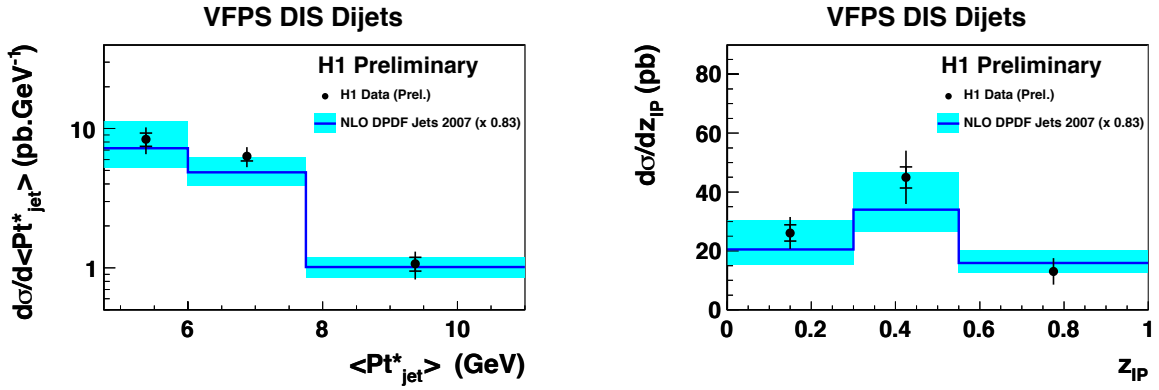 VFPS DIS Dijets
dσ/d<Pt*jet> (pb.GeV-1)
H1 Preliminary
H1 Data (Prel.)
NLO DPDF Jets 2007 (x 0.83)
10
1
6
8
10
<Pt*jet> (GeV)
VFPS DIS Dijets
dσ/dzIP (pb)
H1 Preliminary
H1 Data (Prel.)
NLO DPDF Jets 2007 (x 0.83)
80
60
40
20
0
0
0.2
0.4
0.6
0.8
1
zIP